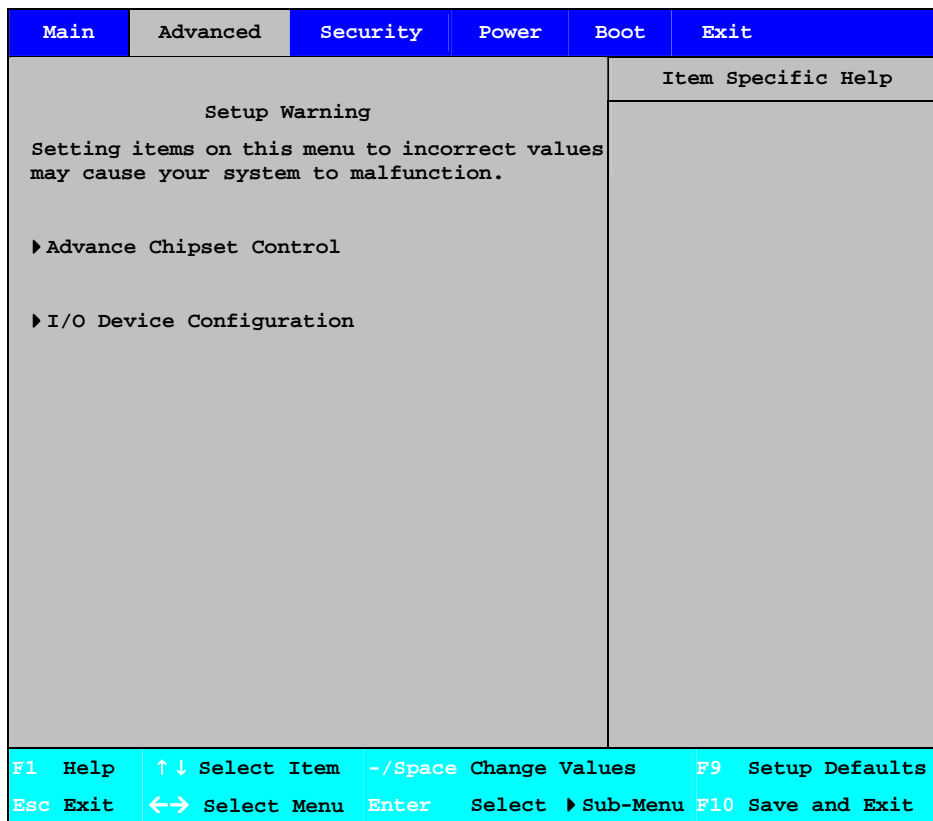 Main Advanced Security Power Boot Exit
Item Specific Help
Setup Warning
Setting items on this menu to incorrect values
may cause your system to malfunction.
Advance Chipset Control
I/O Device Configuration
F1 Help ↑↓ Select Item -/Space Change Values F9 Setup Defaults
Esc Exit ←→ Select Menu Enter Select ▶Sub-Menu F10 Save and Exit